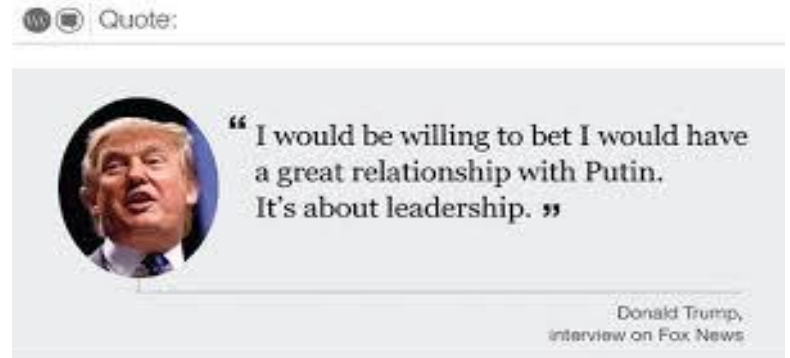 Quote:
“ I would be willing to bet I would have
a great relationship with Putin.
It’s about leadership. ”
Donald Trump,
interview on Fox News